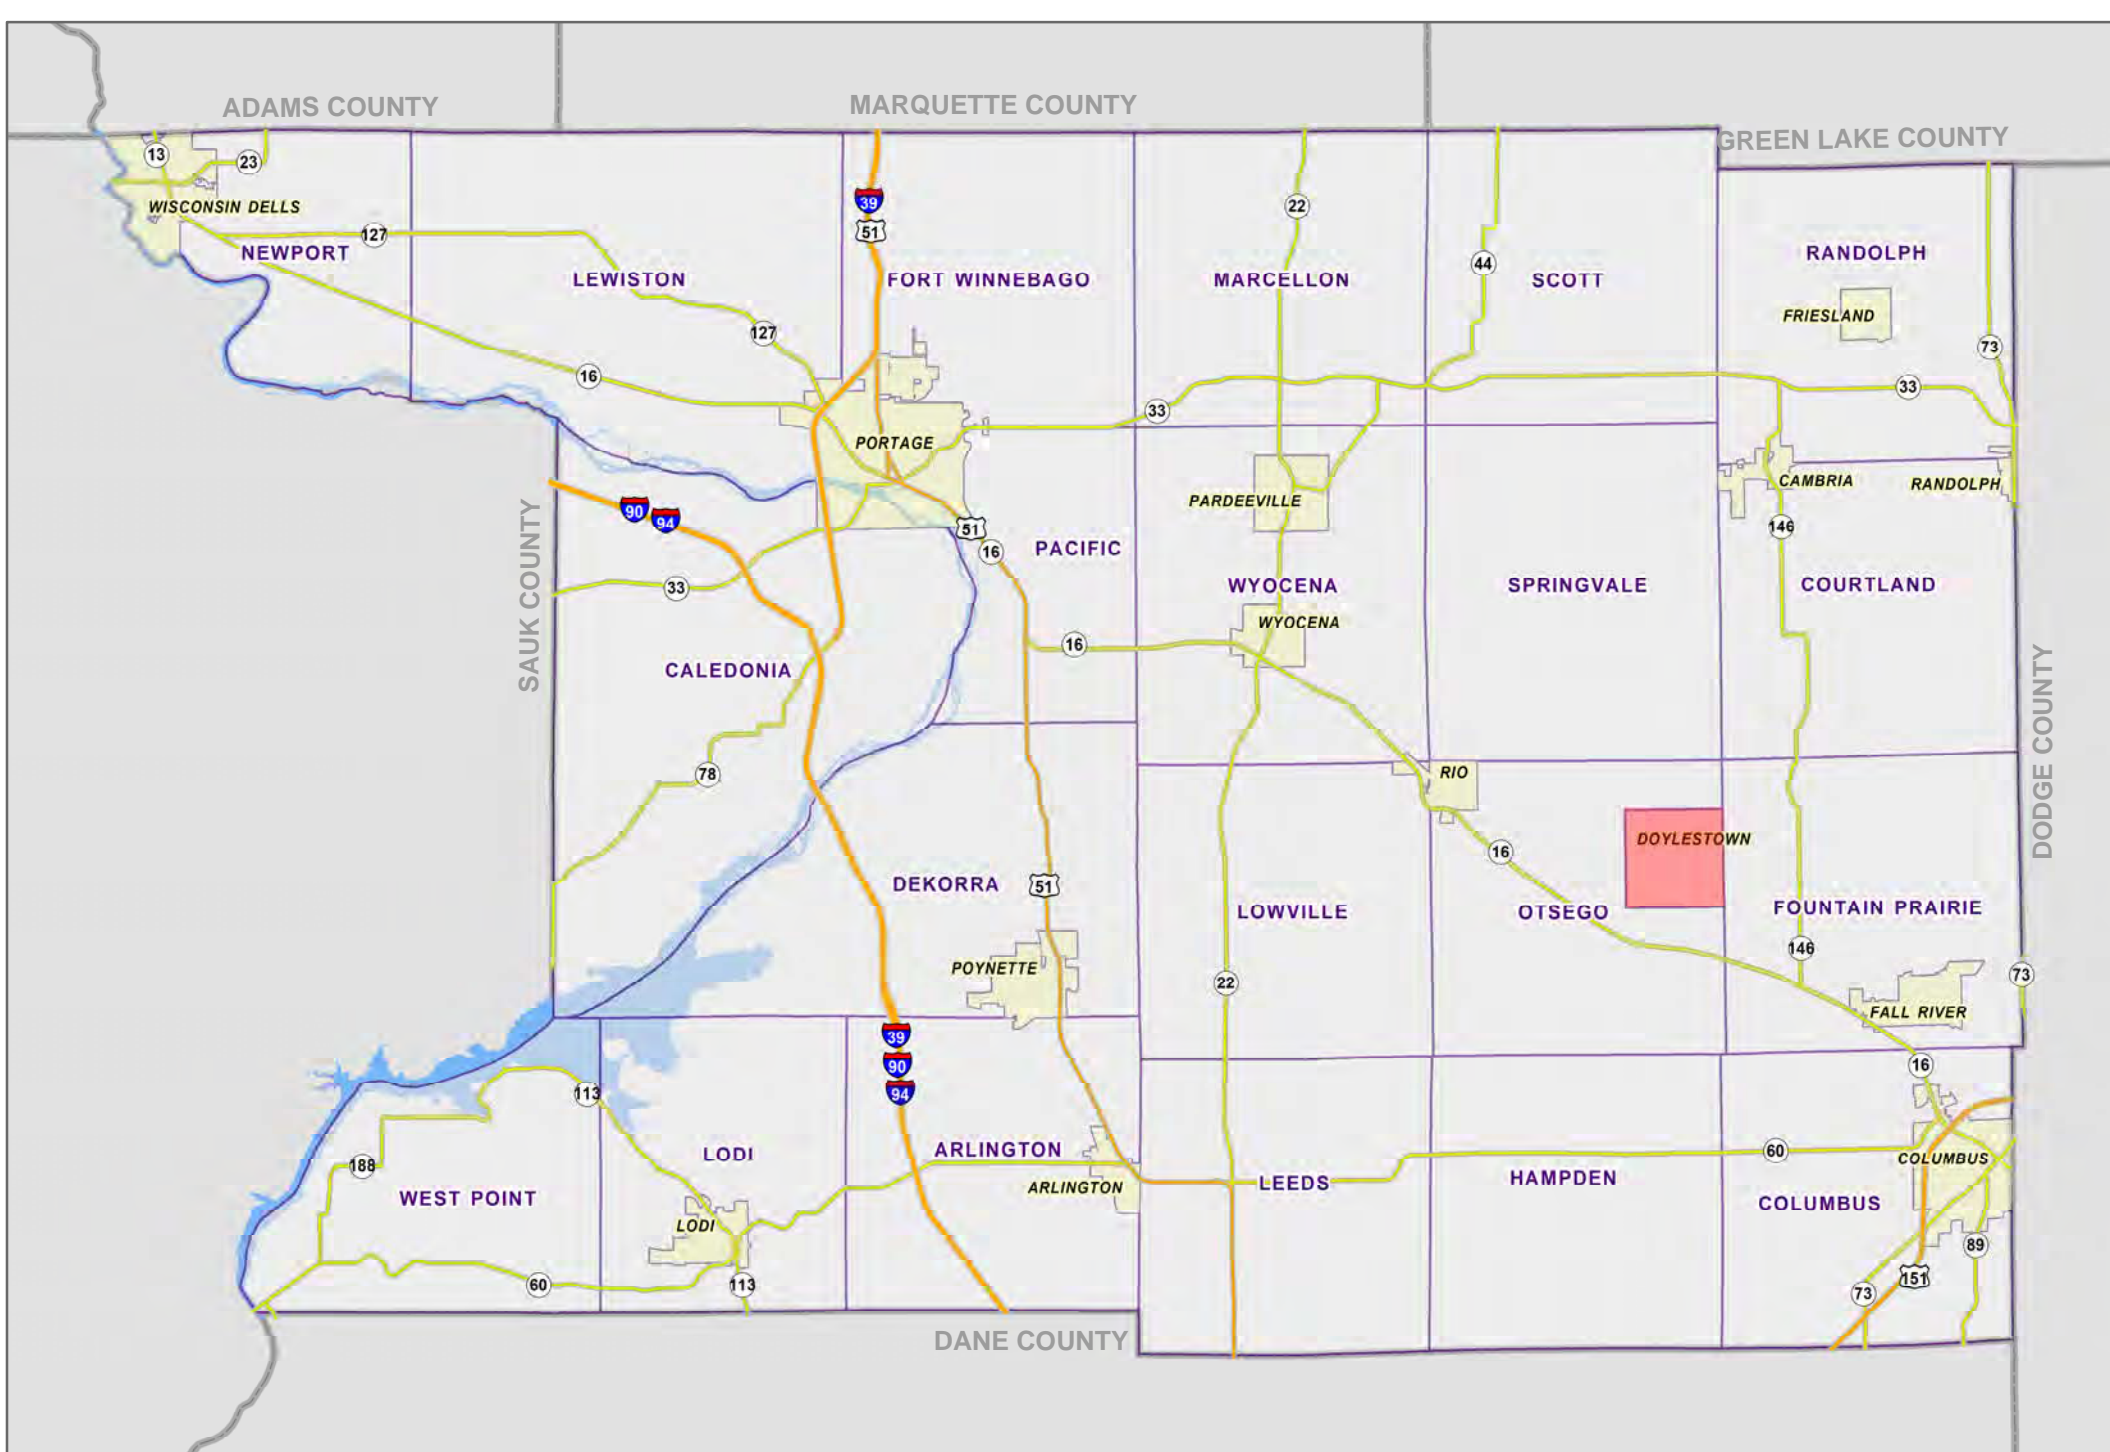 ADAMS COUNTY
MARQUETTE COUNTY
GREEN LAKE COUNTY
13
23
39
WISCONSIN DELLS
22
51
127
NEWPORT
RANDOLPH
44
LEWISTON
FORT WINNEBAGO
MARCELLON
SCOTT
FRIESLAND
127
73
16
33
33
PORTAGE
CAMBRIA
RANDOLPH
PARDEEVILLE
90
94
51
146
16
PACIFIC
SAUK COUNTY
33
WYOCENA
SPRINGVALE
COURTLAND
WYOCENA
16
CALEDONIA
DODGE COUNTY
78
RIO
DOYLESTOWN
16
DEKORRA
51
LOWVILLE
OTSEGO
FOUNTAIN PRAIRIE
146
POYNETTE
73
22
FALL RIVER
39
90
16
94
113
LODI
ARLINGTON
60
COLUMBUS
188
HAMPDEN
ARLINGTON
LEEDS
WEST POINT
COLUMBUS
LODI
89
151
60
113
73
DANE COUNTY